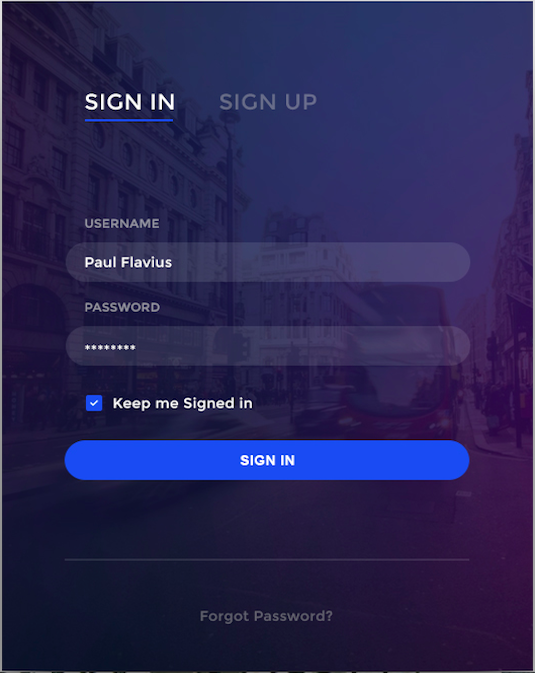 SIGN IN SIGN UP
USERNAME
Paul Flavius
PASSWORD
********
Keep me Signed in
SIGN IN
Forgot Password?